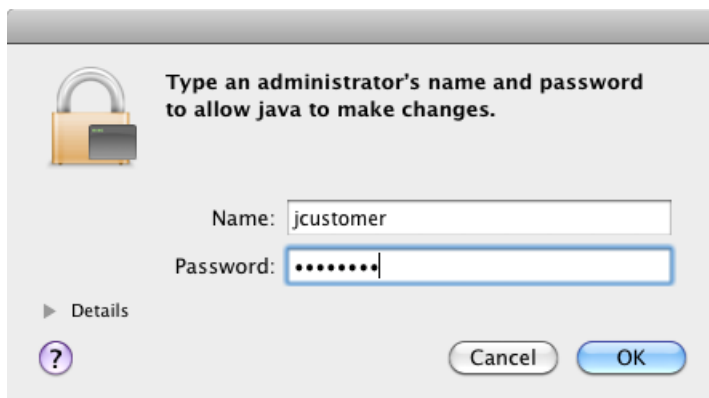 Type an administrator's name and password
to allow java to make changes.
Name: jcustomer
Password: ••••••••
Details
?
Cancel
OK